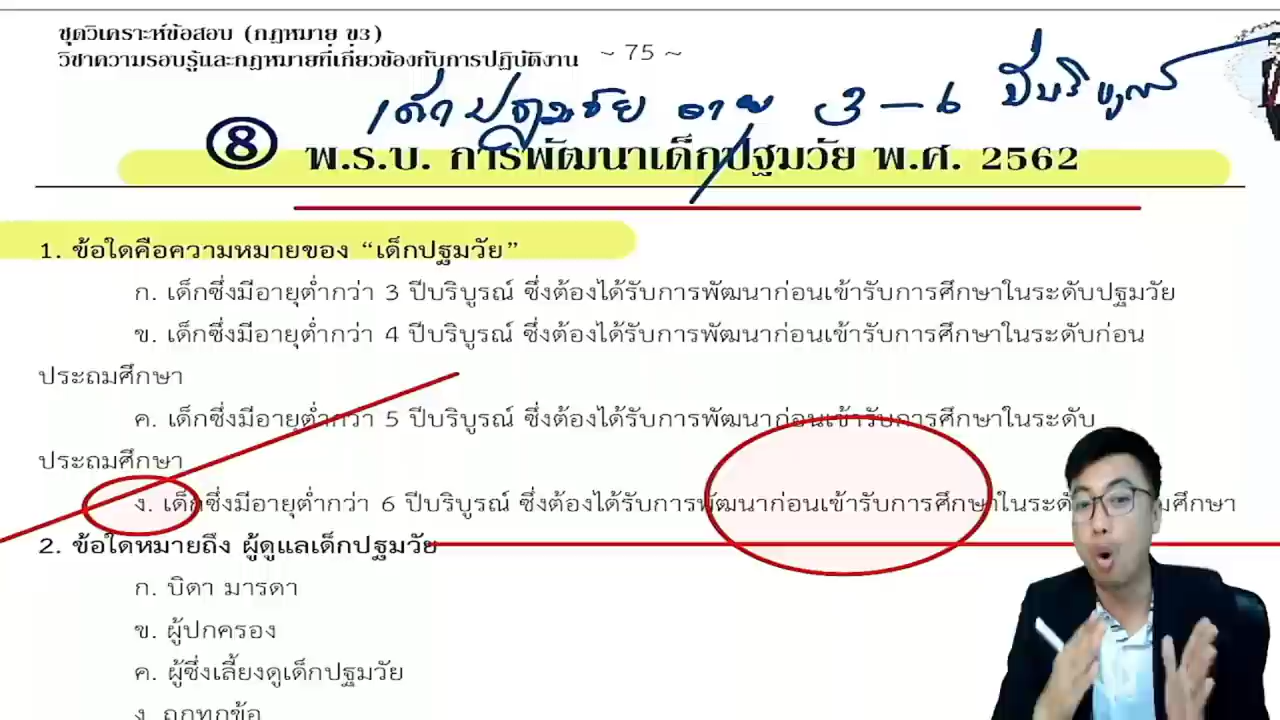 ชุดวิเคราะห์ข้อสอบ (กฎหมาย ข3)
วิชาความรอบรู้และกฎหมายที่เกี่ยวข้องกับการปฏิบัติงาน
~ 75 ~
เด็กปฐมวัย อายุ 3-6 ปีบริบูรณ์
8 พ.ร.บ. การพัฒนาเด็กปฐมวัย พ.ศ. 2562
1. ข้อใดคือความหมายของ “เด็กปฐมวัย”
ก. เด็กซึ่งมีอายุต่ำกว่า 3 ปีบริบูรณ์ ซึ่งต้องได้รับการพัฒนาก่อนเข้ารับการศึกษาในระดับปฐมวัย
ข. เด็กซึ่งมีอายุต่ำกว่า 4 ปีบริบูรณ์ ซึ่งต้องได้รับการพัฒนาก่อนเข้ารับการศึกษาในระดับก่อน
ประถมศึกษา
ค. เด็กซึ่งมีอายุต่ำกว่า 5 ปีบริบูรณ์ ซึ่งต้องได้รับการพัฒนาก่อนเข้ารับการศึกษาในระดับ
ประถมศึกษา
ง. เด็กซึ่งมีอายุต่ำกว่า 6 ปีบริบูรณ์ ซึ่งต้องได้รับการพัฒนาก่อนเข้ารับการศึกษาในระดั มศึกษา
2. ข้อใดหมายถึง ผู้ดูแลเด็กปฐมวัย
ก. บิดา มารดา
ข. ผู้ปกครอง
ค. ผู้ซึ่งเลี้ยงดูเด็กปฐมวัย
ง. ถูกทุกข้อ